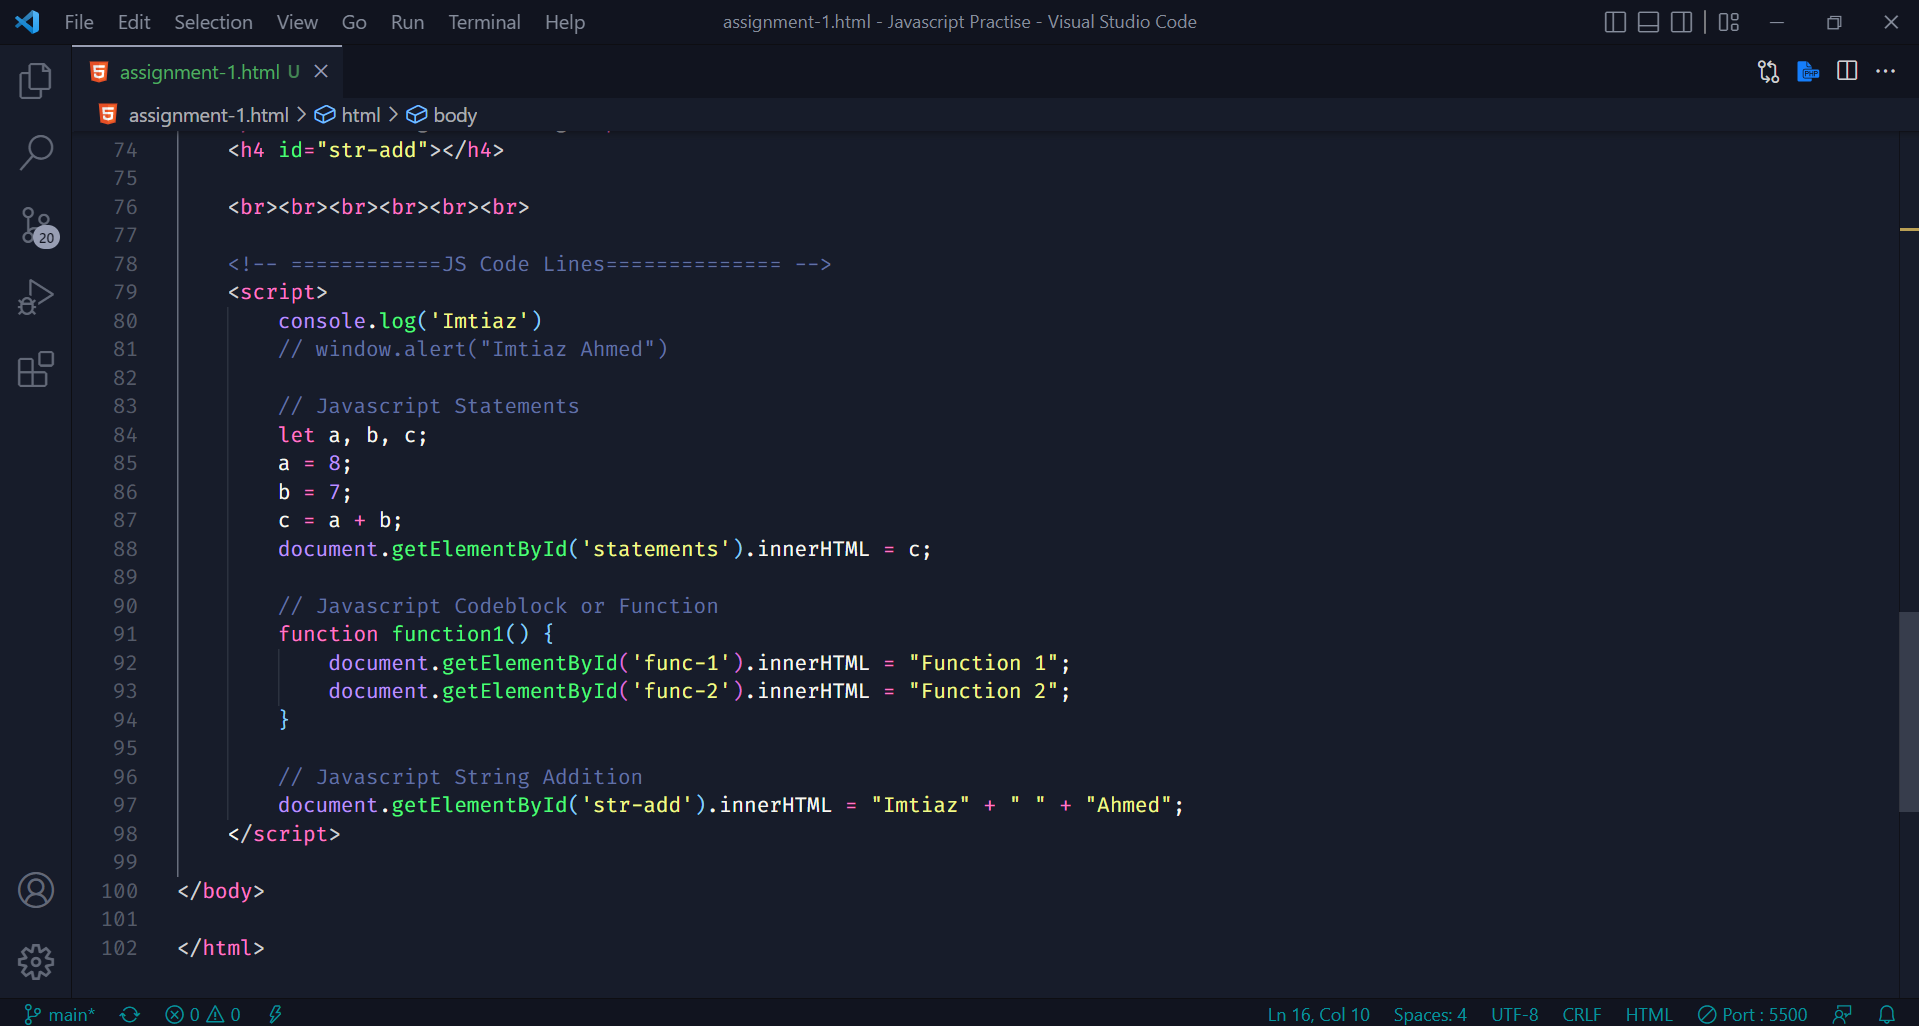 File Edit Selection View Go Run Terminal Help assignment-1.html - Javascript Practise - Visual Studio Code
assignment-1.html U
assignment-1.html > html > body
74 <h4 id="str-add"></h4>
75
76 <br><br><br><br><br><br>
77
78 <!-- ============JS Code Lines============== -->
79 <script>
80 console.log('Imtiaz')
81 // window.alert("Imtiaz Ahmed")
82
83 // Javascript Statements
84 let a, b, c;
85 a = 8;
86 b = 7;
87 c = a + b;
88 document.getElementById('statements').innerHTML = c;
89
90 // Javascript Codeblock or Function
91 function function1() {
92 document.getElementById('func-1').innerHTML = "Function 1";
93 document.getElementById('func-2').innerHTML = "Function 2";
94 }
95
96 // Javascript String Addition
97 document.getElementById('str-add').innerHTML = "Imtiaz" + " " + "Ahmed";
98 </script>
99
100 </body>
101
102 </html>
20
main* 0 0 Ln 16, Col 10 Spaces: 4 UTF-8 CRLF HTML Port : 5500